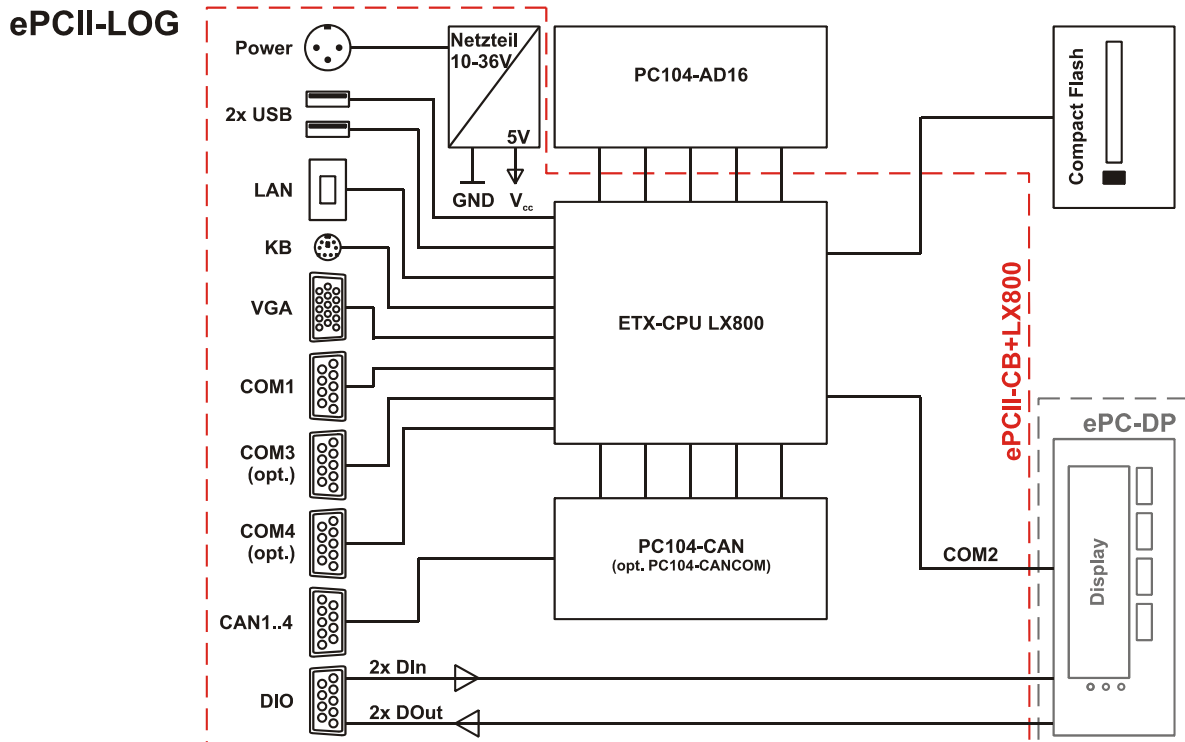 ePCII-LOG
Power
Netzteil
10-36V
5V
GND
Vcc
2x USB
LAN
KB
VGA
COM1
COM3
(opt.)
COM4
(opt.)
CAN1..4
DIO
2x DIn
2x DOut
PC104-AD16
ETX-CPU LX800
PC104-CAN
(opt. PC104-CANCOM)
Compact Flash
ePCII-CB+LX800
COM2
ePC-DP
Display